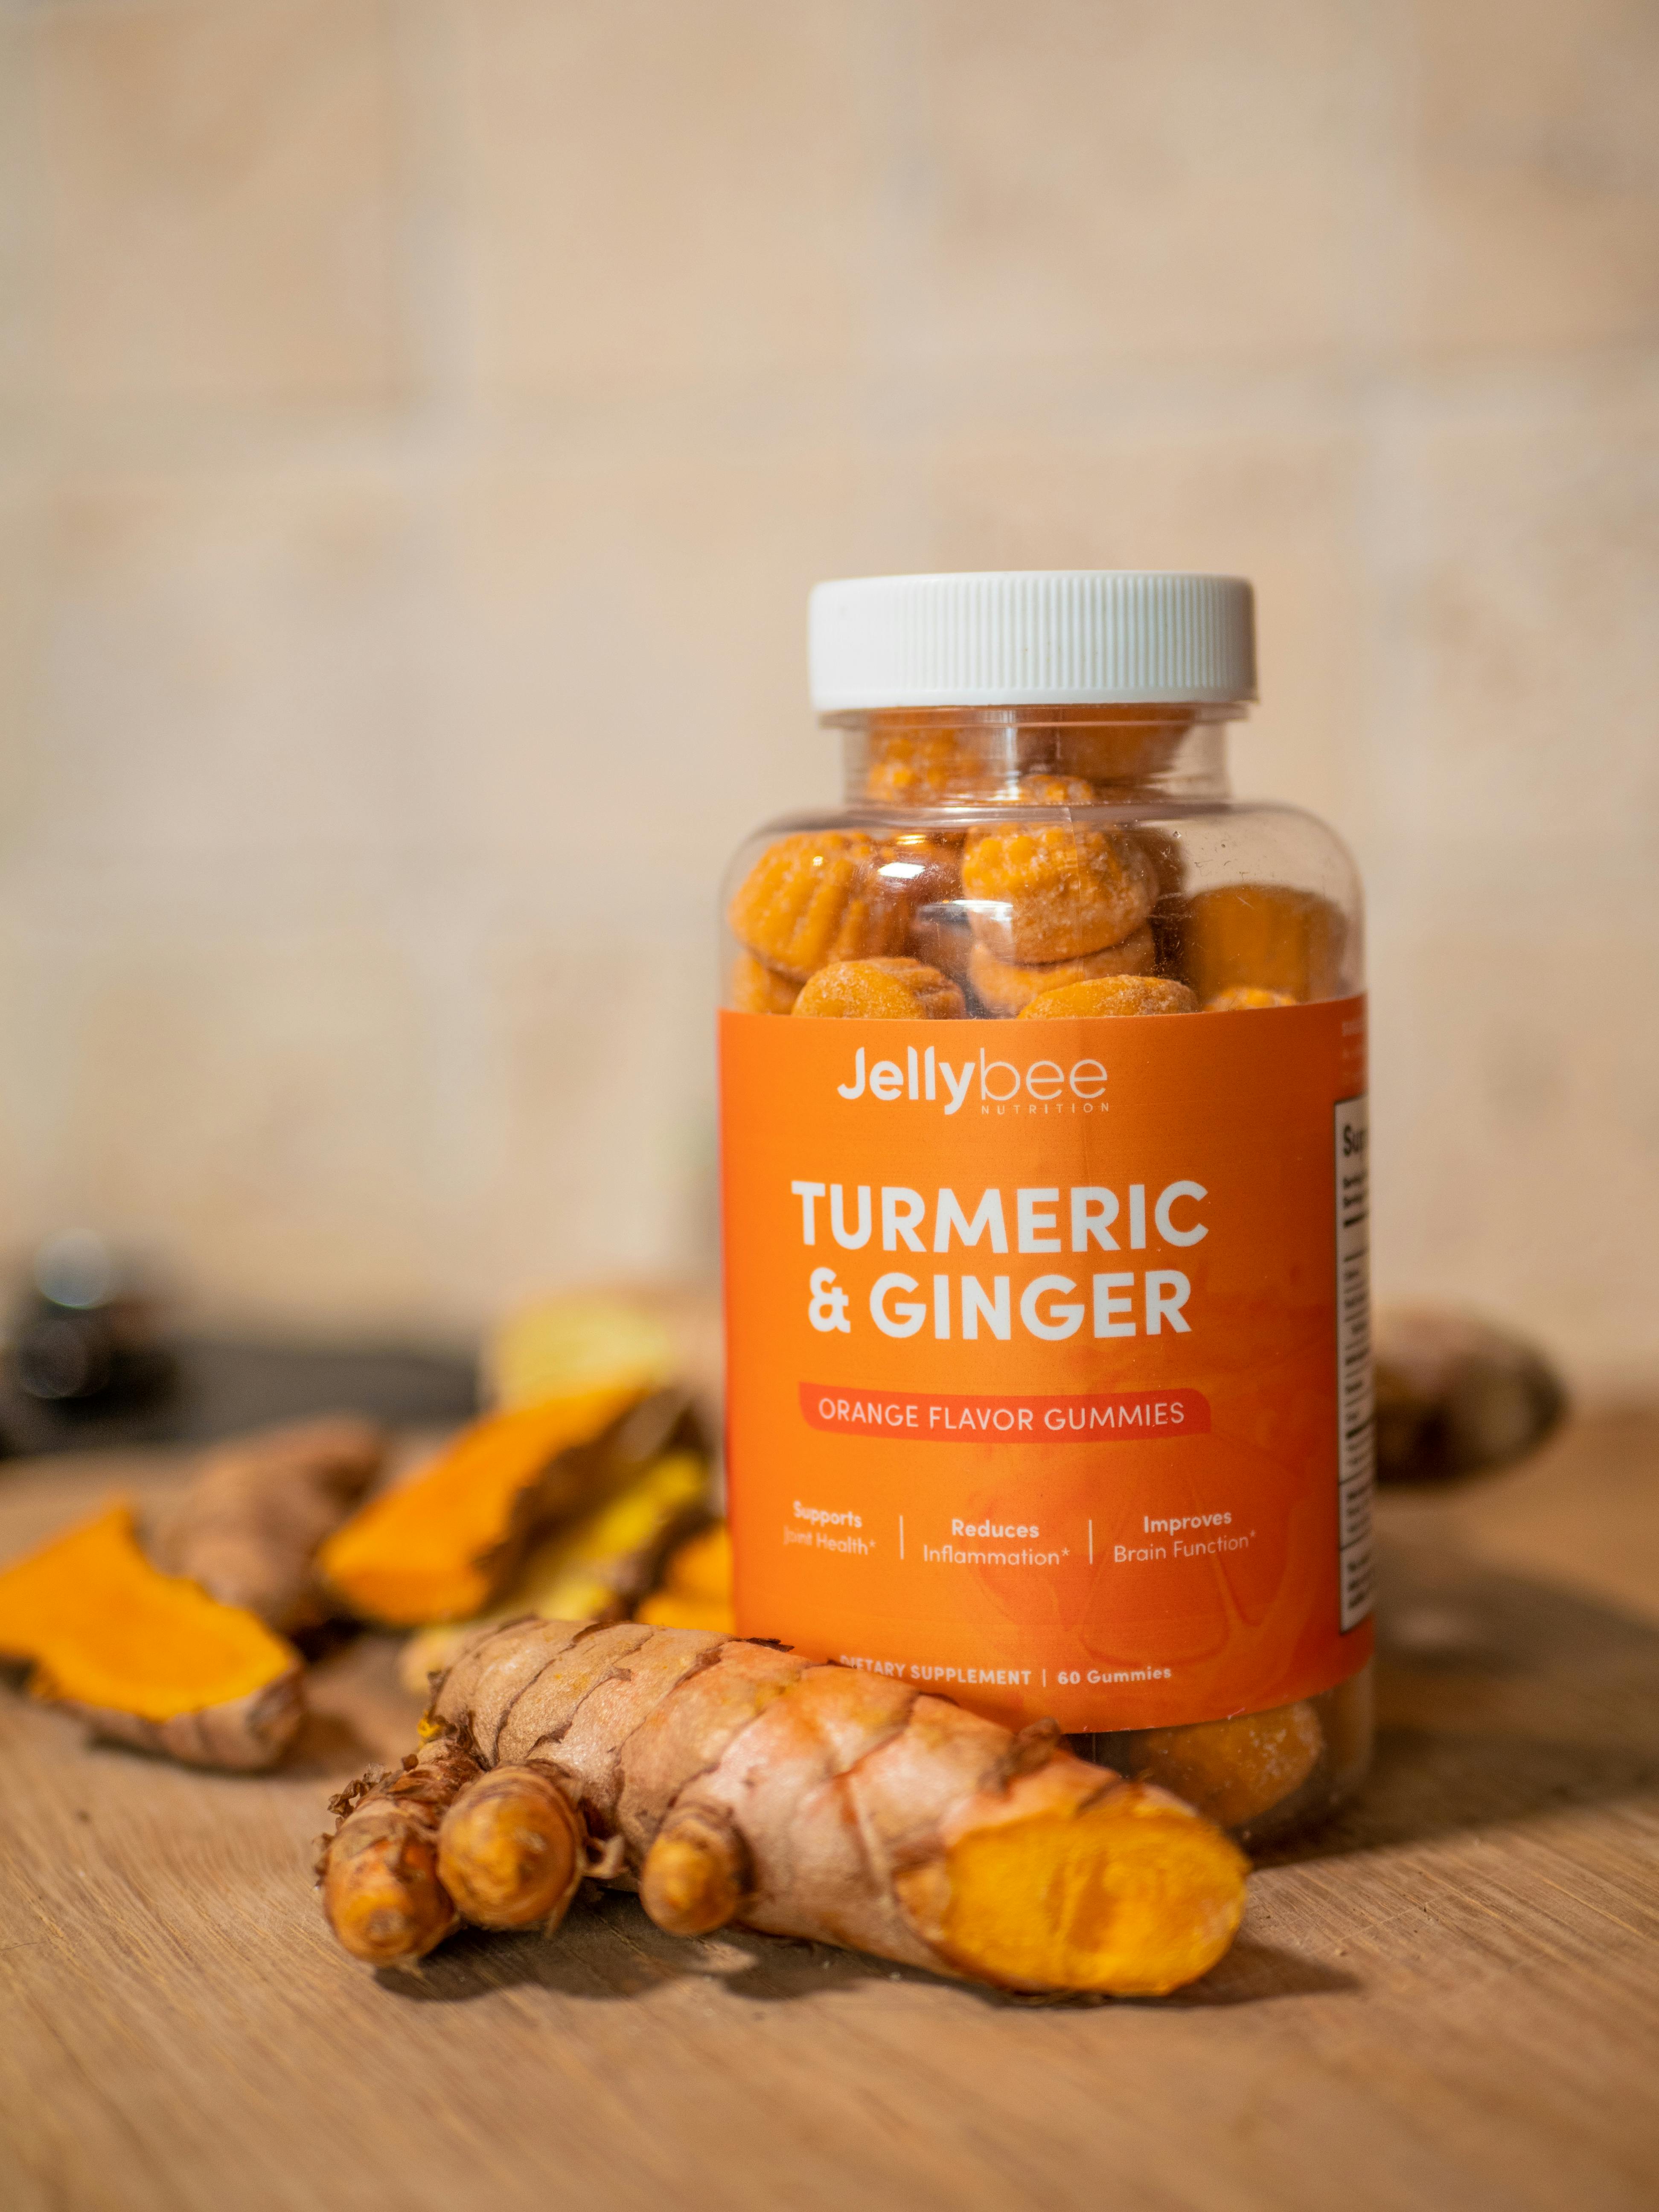 Jellybee
NUTRITION
TURMERIC
& GINGER
ORANGE FLAVOR GUMMIES
Supports
Joint Health*
Reduces
Inflammation*
Improves
Brain Function*
DIETARY SUPPLEMENT | 60 Gummies